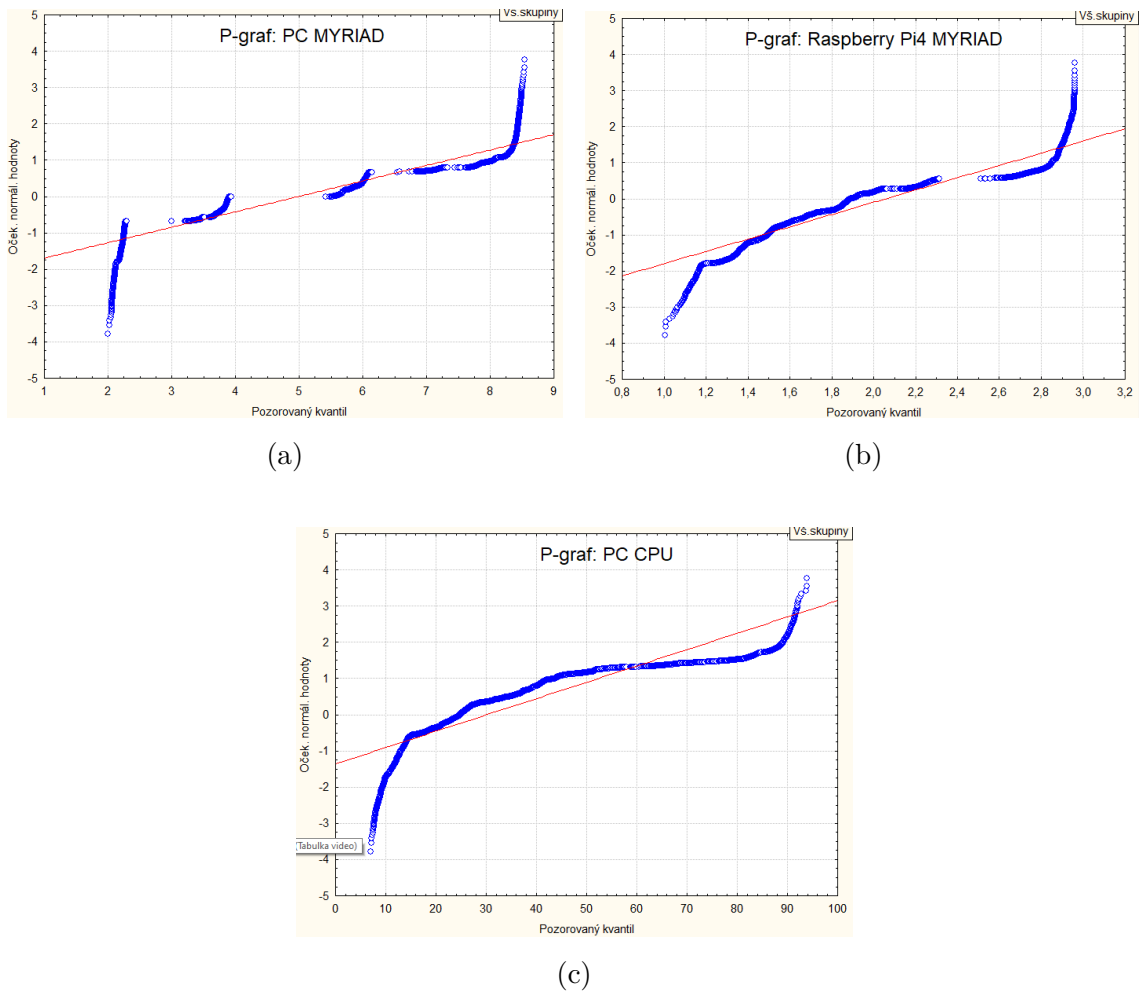 Vš.skupiny
P-graf: PC MYRIAD
Oček. normál. hodnoty
5
4
3
2
1
0
-1
-2
-3
-4
-5
1 2 3 4 5 6 7 8 9
Pozorovaný kvantil
(a)
Vš.skupiny
P-graf: Raspberry Pi4 MYRIAD
Oček. normál. hodnoty
5
4
3
2
1
0
-1
-2
-3
-4
-5
0,8 1,0 1,2 1,4 1,6 1,8 2,0 2,2 2,4 2,6 2,8 3,0 3,2
Pozorovaný kvantil
(b)
Vš.skupiny
P-graf: PC CPU
Oček. normál. hodnoty
5
4
3
2
1
0
-1
-2
-3
(Tabulka video)
-4
-5
0 10 20 30 40 50 60 70 80 90 100
Pozorovaný kvantil
(c)